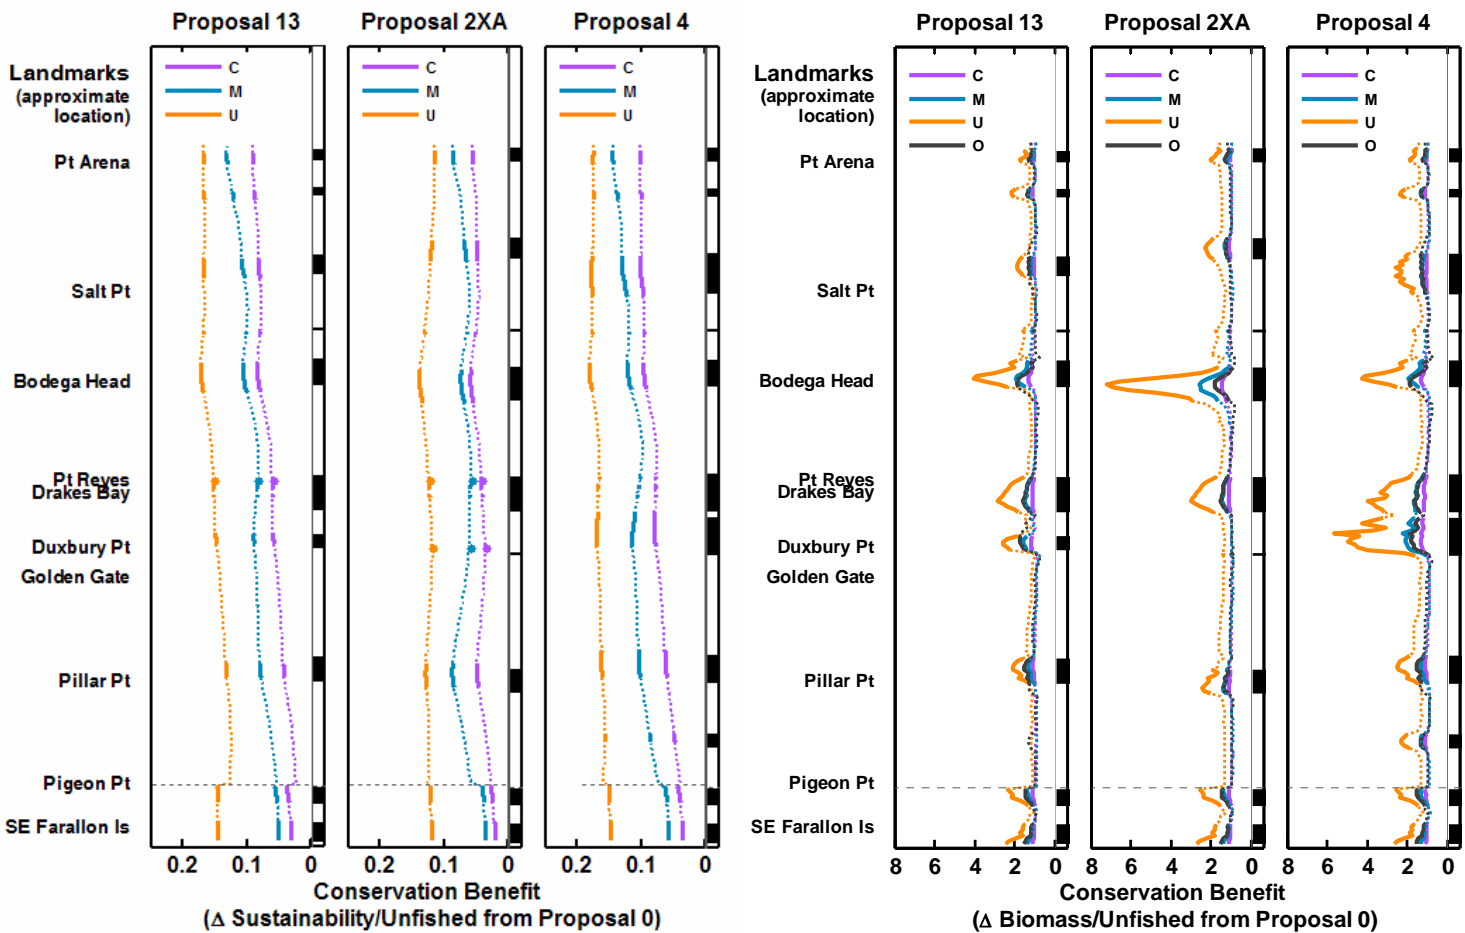 Proposal 13
Proposal 2XA
Proposal 4
Landmarks
(approximate
location)
Pt Arena
Salt Pt
Bodega Head
Pt Reyes
Drakes Bay
Duxbury Pt
Golden Gate
Pillar Pt
Pigeon Pt
SE Farallon Is
C
M
U
C
M
U
C
M
U
0.2 0.1 0
0.2 0.1 0
0.2 0.1 0
Conservation Benefit
(Δ Sustainability/Unfished from Proposal 0)
Proposal 13
Proposal 2XA
Proposal 4
Landmarks
(approximate
location)
Pt Arena
Salt Pt
Bodega Head
Pt Reyes
Drakes Bay
Duxbury Pt
Golden Gate
Pillar Pt
Pigeon Pt
SE Farallon Is
C
M
U
O
C
M
U
O
C
M
U
O
8 6 4 2 0
8 6 4 2 0
8 6 4 2 0
Conservation Benefit
(Δ Biomass/Unfished from Proposal 0)